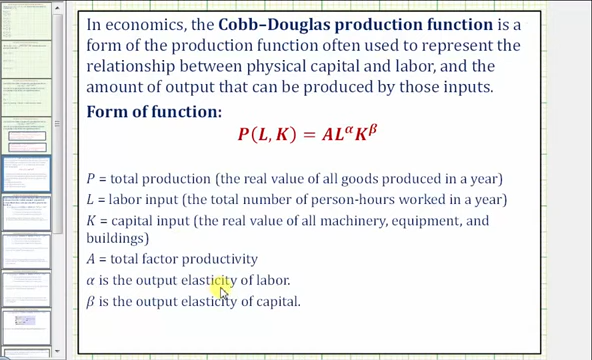 In economics, the Cobb–Douglas production function is a
form of the production function often used to represent the
relationship between physical capital and labor, and the
amount of output that can be produced by those inputs.
Form of function:
P(L, K) = AL^α K^β
P = total production (the real value of all goods produced in a year)
L = labor input (the total number of person-hours worked in a year)
K = capital input (the real value of all machinery, equipment, and
buildings)
A = total factor productivity
α is the output elasticity of labor.
β is the output elasticity of capital.